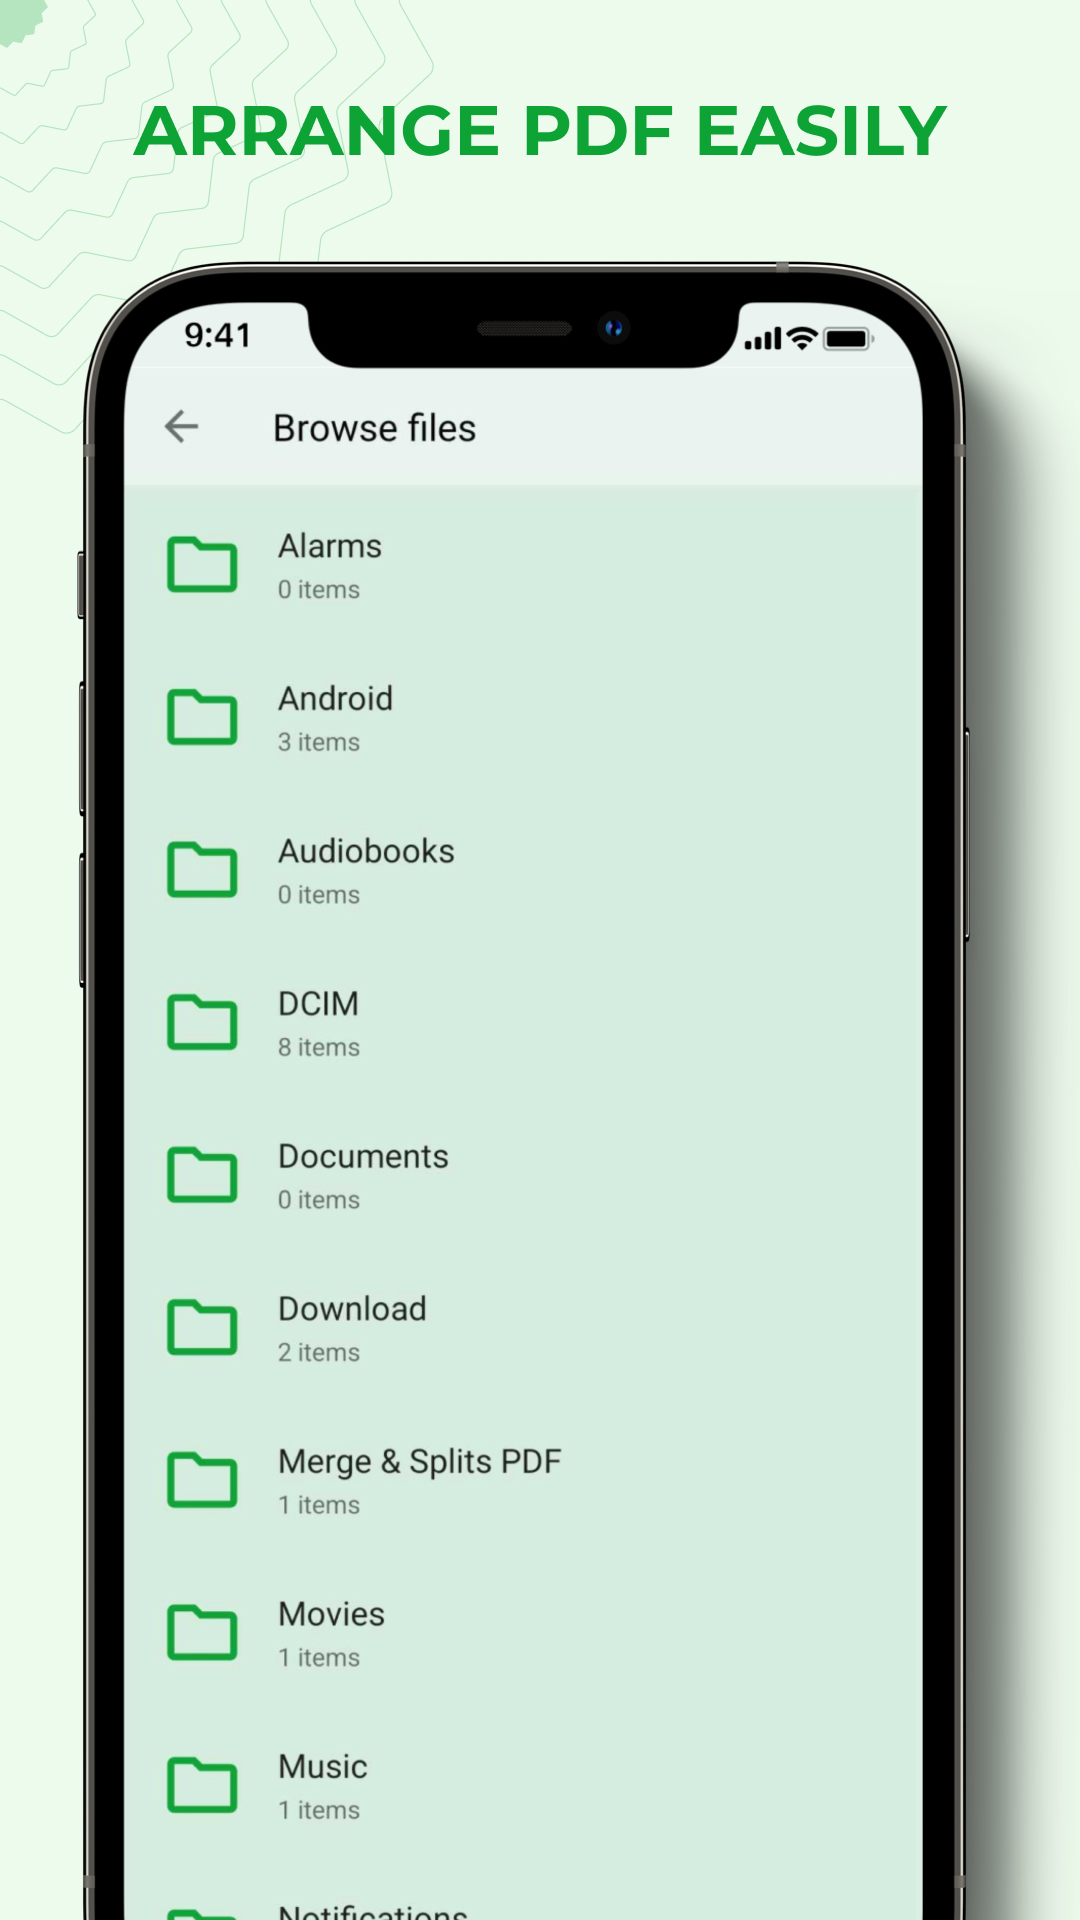 ARRANGE PDF EASILY
9:41
Browse files
Alarms
0 items
Android
3 items
Audiobooks
0 items
DCIM
8 items
Documents
0 items
Download
2 items
Merge & Splits PDF
1 items
Movies
1 items
Music
1 items
Notifications